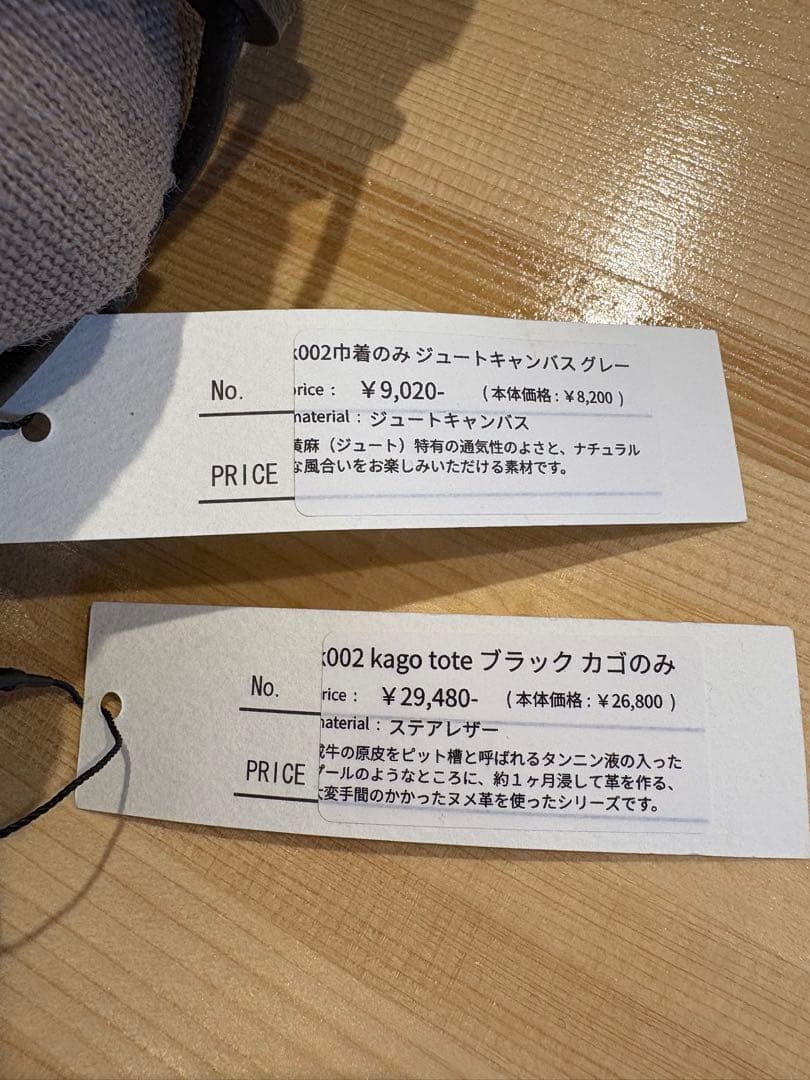 No.
PRICE
k002巾着のみ ジュートキャンバス グレー
price： ￥9,020- （本体価格：￥8,200 ）
material：ジュートキャンバス
黄麻（ジュート）特有の通気性のよさと、ナチュラル
な風合いをお楽しみいただける素材です。
No.
PRICE
k002 kago tote ブラック カゴのみ
rice： ￥29,480- （本体価格：￥26,800 ）
material：ステアレザー
成牛の原皮をピット槽と呼ばれるタンニン液の入った
プールのようなところに、約１ヶ月浸して革を作る、
大変手間のかかったヌメ革を使ったシリーズです。